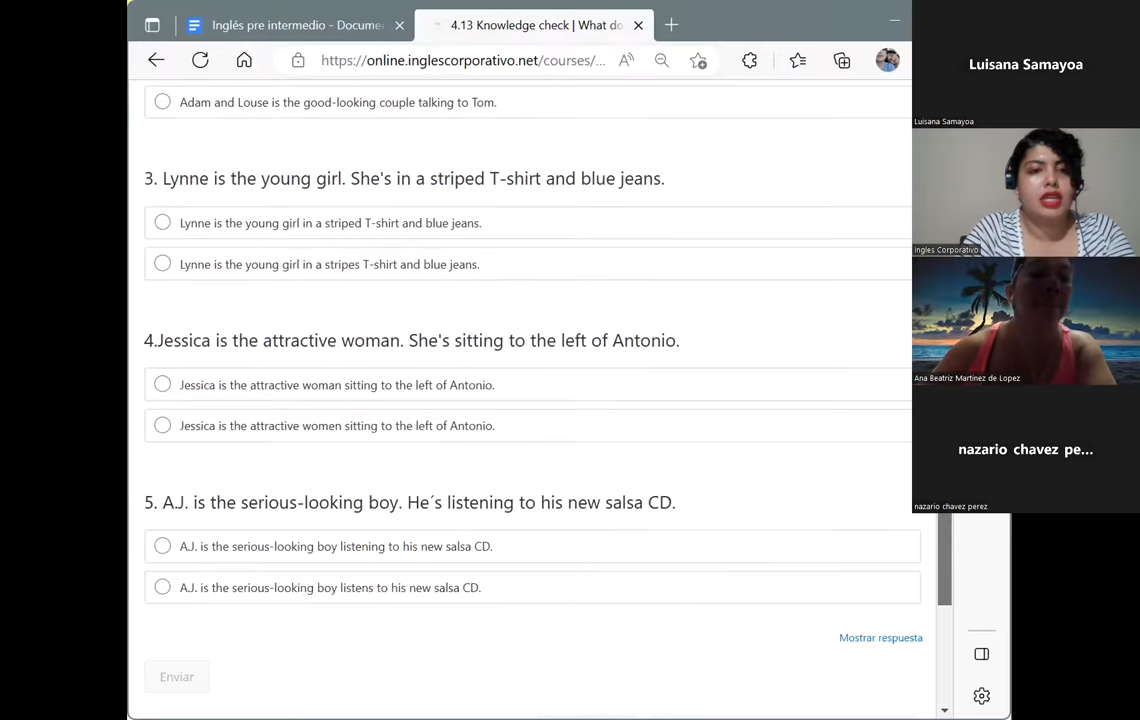 Inglés pre intermedio - Docume
4.13 Knowledge check | What do
https://online.inglescorporativo.net/courses/...
Adam and Louse is the good-looking couple talking to Tom.
3. Lynne is the young girl. She's in a striped T-shirt and blue jeans.
Lynne is the young girl in a striped T-shirt and blue jeans.
Lynne is the young girl in a stripes T-shirt and blue jeans.
4.Jessica is the attractive woman. She's sitting to the left of Antonio.
Jessica is the attractive woman sitting to the left of Antonio.
Jessica is the attractive women sitting to the left of Antonio.
5. A.J. is the serious-looking boy. He´s listening to his new salsa CD.
A.J. is the serious-looking boy listening to his new salsa CD.
A.J. is the serious-looking boy listens to his new salsa CD.
Mostrar respuesta
Enviar
Luisana Samayoa
Luisana Samayoa
Ingles Corporativo
Ana Beatriz Martinez de Lopez
nazario chavez pe...
nazario chavez perez